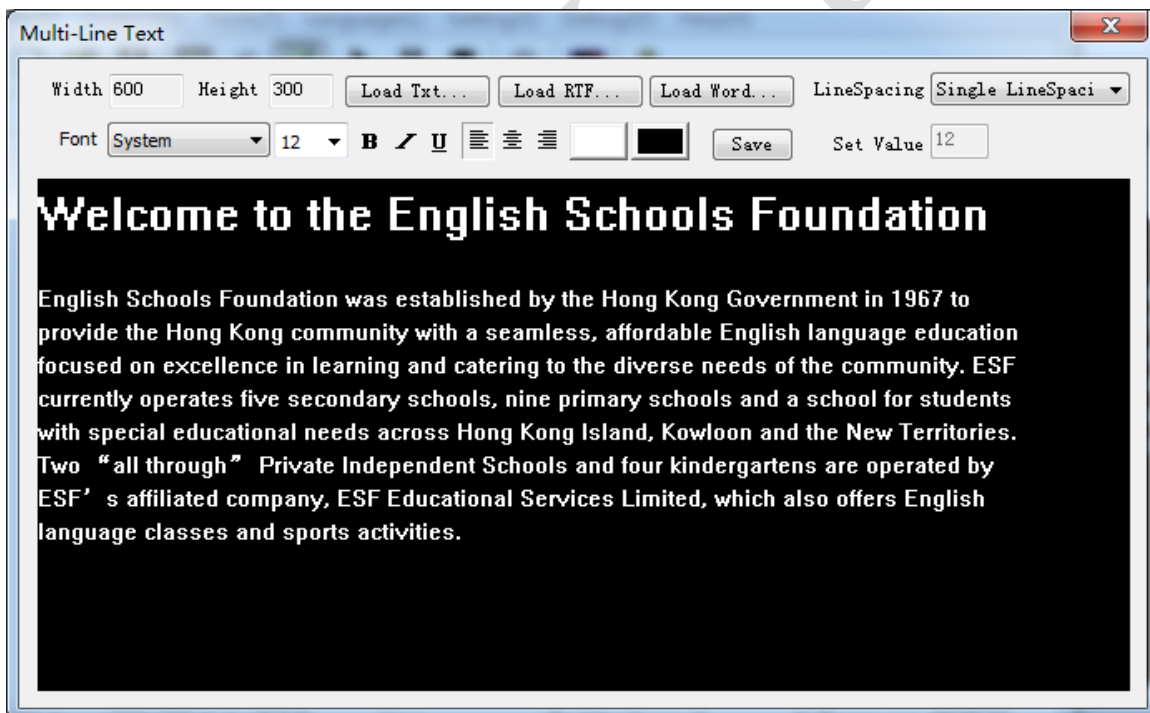 Multi-Line Text
Width 600 Height 300 Load Txt... Load RTF... Load Word... LineSpacing Single LineSpaci
Font System 12 B I U Save Set Value 12
Welcome to the English Schools Foundation
English Schools Foundation was established by the Hong Kong Government in 1967 to
provide the Hong Kong community with a seamless, affordable English language education
focused on excellence in learning and catering to the diverse needs of the community. ESF
currently operates five secondary schools, nine primary schools and a school for students
with special educational needs across Hong Kong Island, Kowloon and the New Territories.
Two “all through” Private Independent Schools and four kindergartens are operated by
ESF’s affiliated company, ESF Educational Services Limited, which also offers English
language classes and sports activities.